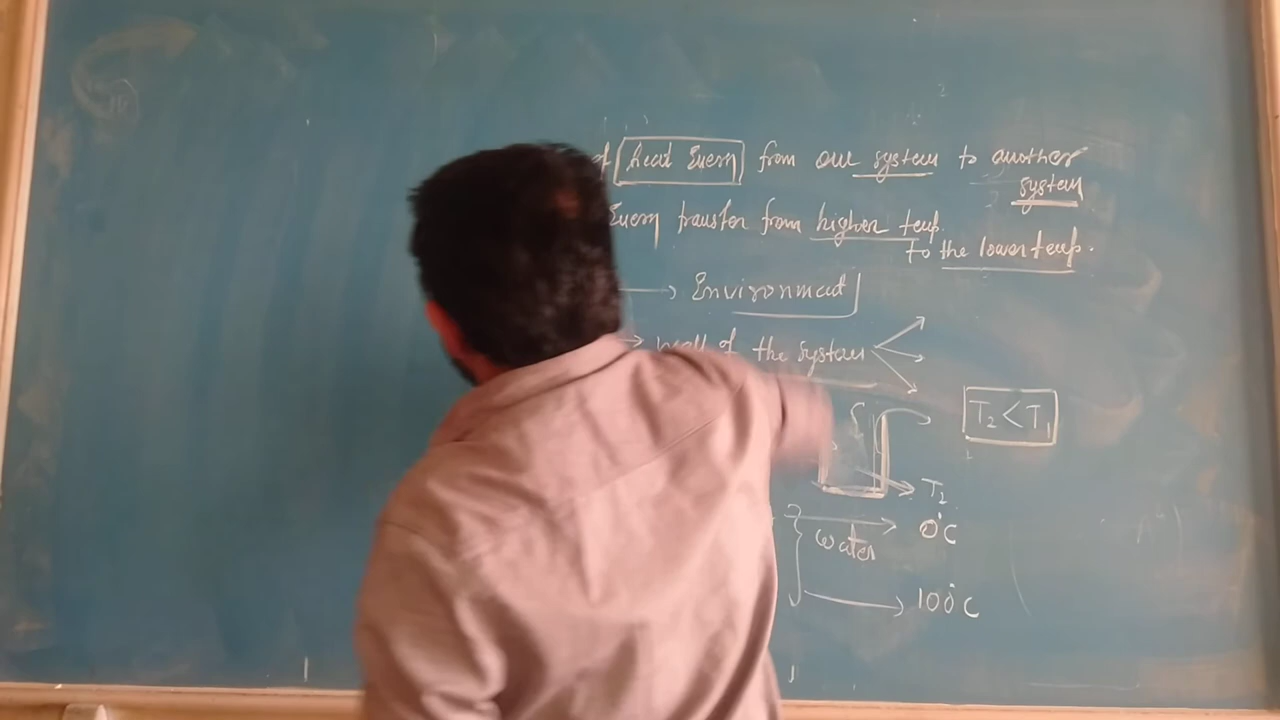 of heat Energy from one system to another
system
Energy transfer from higher temp.
to the lower temp.
→ Environment
→ wall of the system
T₂ < T₁
T₂
water 0°C
100°C